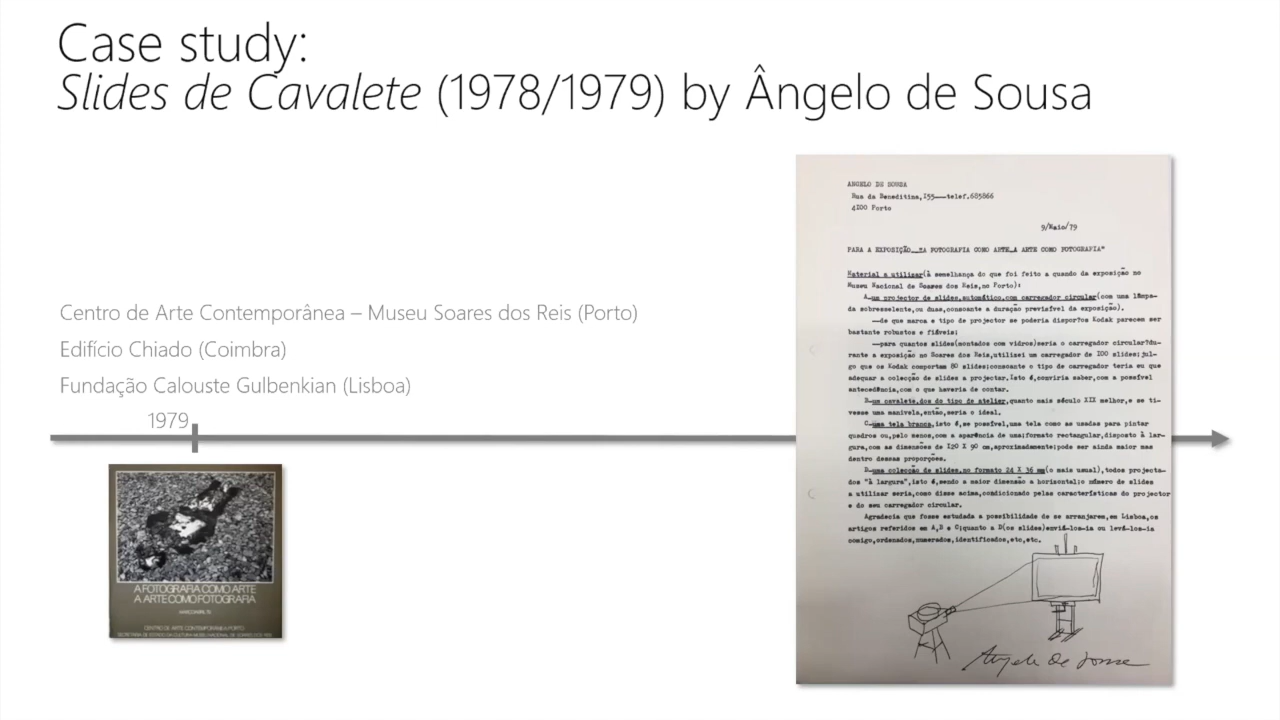 Case study:
Slides de Cavalete (1978/1979) by Ângelo de Sousa
Centro de Arte Contemporânea – Museu Soares dos Reis (Porto)
Edifício Chiado (Coimbra)
Fundação Calouste Gulbenkian (Lisboa)
1979
A FOTOGRAFIA COMO ARTE
A ARTE COMO FOTOGRAFIA
CENTRO DE ARTE CONTEMPORÂNEA PORTO
ANGELO DE SOUSA
Rua da Beneditina,I55——telef.685866
4I00 Porto
9/Maio/79
PARA A EXPOSIÇÃO "A FOTOGRAFIA COMO ARTE A ARTE COMO FOTOGRAFIA"
Material a utilizar(à semelhança do que foi feito a quando da exposição no
Museu Nacional de Soares dos Reis,no Porto):
A—um projector de slides,automático,com carregador circular(com uma lâmpa-
da sobresselente,ou duas,consoante a duração previsível da exposição).
—de que marca e tipo de projector se poderia dispor?os Kodak parecem ser
bastante robustos e fiáveis;
—para quantos slides(montados com vidros)seria o carregador circular?du-
rante a exposição no Soares dos Reis,utilizei um carregador de I00 slides;jul-
go que os Kodak comportam 80 slides;consoante o tipo de carregador teria eu que
adequar a colecção de slides a projectar.Isto é,conviria saber,com a possível
antecedência,com o que haveria de contar.
B—um cavalete,dos do tipo de atelier,quanto mais século XIX melhor,e se ti-
vesse uma manivela,então,seria o ideal.
C—uma tela branca,isto é,se possível,uma tela como as usadas para pintar
quadros ou,pelo menos,com a aparência de uma;formato rectangular,disposto à lar-
gura,com as dimensões de I20 X 90 cm,aproximadamente;pode ser ainda maior mas
dentro dessas proporções.
D—uma colecção de slides,no formato 24 X 36 mm(o mais usual),todos projecta-
dos "à largura",isto é,sendo a maior dimensão a horizontal;o número de slides
a utilizar seria,como disse acima,condicionado pelas características do projector
e do seu carregador circular.
Agradecia que fosse estudada a possibilidade de se arranjarem,em Lisboa,os
artigos referidos em A,B e C;quanto a D(os slides)enviá-los-ia ou levá-los-ia
comigo,ordenados,numerados,identificados,etc,etc.
Angelo de Sousa